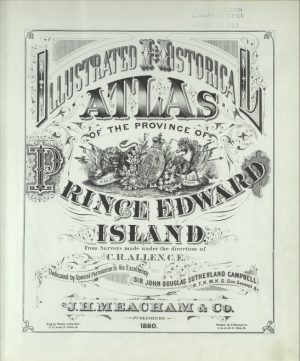 ILLUSTRATED HISTORICAL
ATLAS
OF THE PROVINCE OF
PRINCE EDWARD
ISLAND
From Surveys made under the direction of
C.R. ALLEN, C.E.
Dedicated by Special Permission to His Excellency
SIR JOHN DOUGLAS SUTHERLAND CAMPBELL
J.H. MEACHAM & CO.
PUBLISHERS
1880.